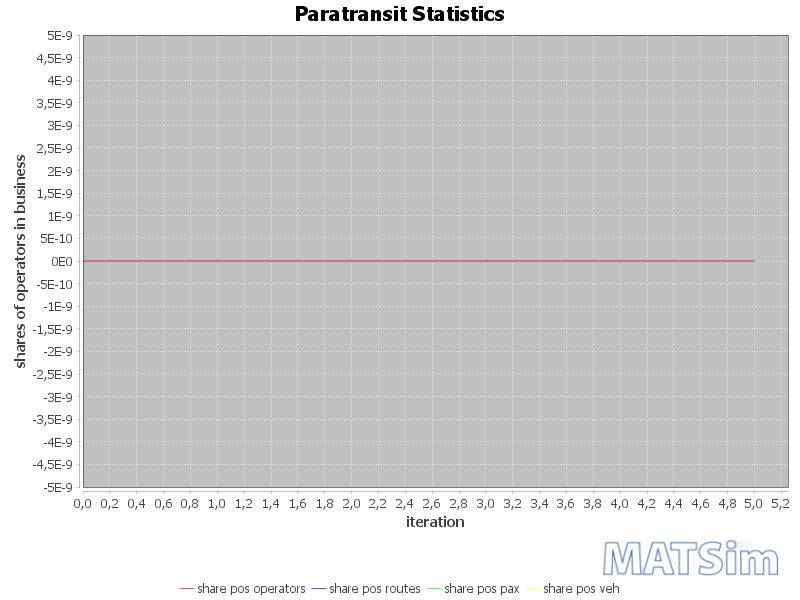 Paratransit Statistics
shares of operators in business
5E-9
4,5E-9
4E-9
3,5E-9
3E-9
2,5E-9
2E-9
1,5E-9
1E-9
5E-10
0E0
-5E-10
-1E-9
-1,5E-9
-2E-9
-2,5E-9
-3E-9
-3,5E-9
-4E-9
-4,5E-9
-5E-9
0,0 0,2 0,4 0,6 0,8 1,0 1,2 1,4 1,6 1,8 2,0 2,2 2,4 2,6 2,8 3,0 3,2 3,4 3,6 3,8 4,0 4,2 4,4 4,6 4,8 5,0 5,2
iteration
MATSim
share pos operators share pos routes share pos pax share pos veh